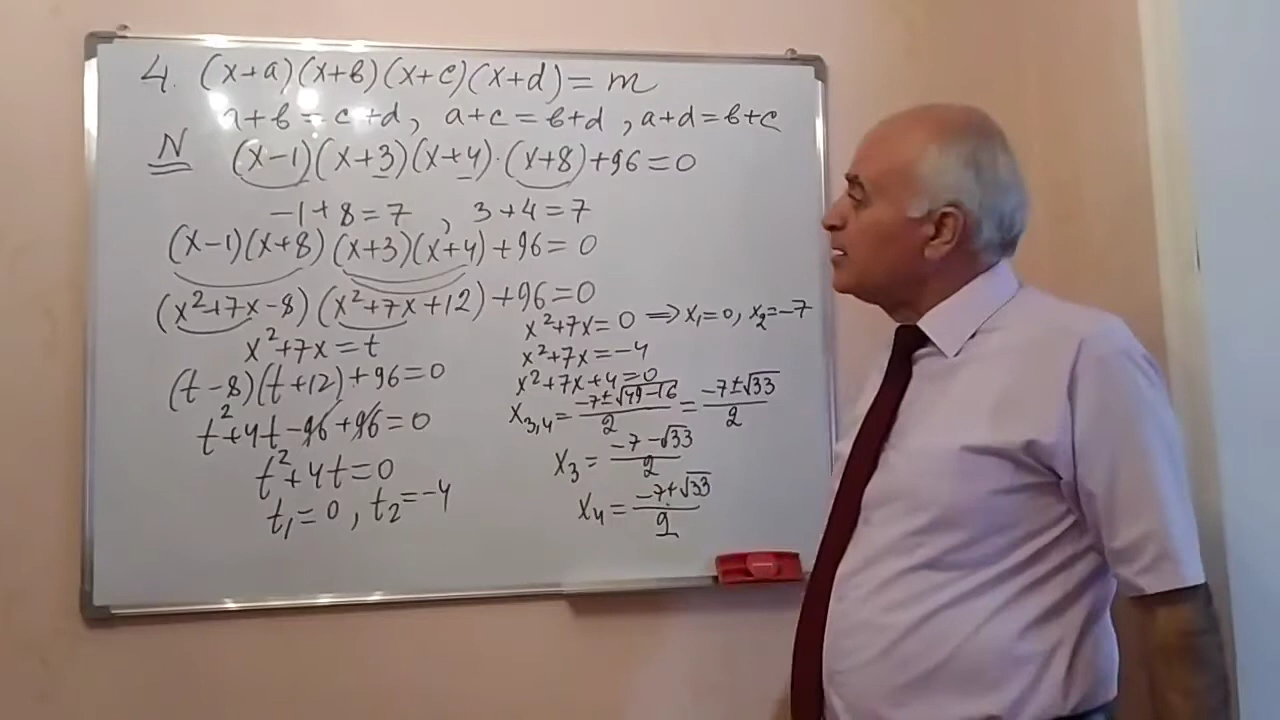 4. (x+a)(x+в)(x+c)(x+d)=m
a+в=c+d, a+c=в+d, a+d=в+c
N (x-1)(x+3)(x+4)·(x+8)+96=0
-1+8=7, 3+4=7
(x-1)(x+8)(x+3)(x+4)+96=0
(x²+7x-8)(x²+7x+12)+96=0
x²+7x=t
(t-8)(t+12)+96=0
t²+4t-96+96=0
t²+4t=0
t₁=0, t₂=-4
x²+7x=0 ⟹ x₁=0, x₂=-7
x²+7x=-4
x²+7x+4=0
x₃,₄=(-7±√49-16)/2=(-7±√33)/2
x₃=(-7-√33)/2
x₄=(-7+√33)/2